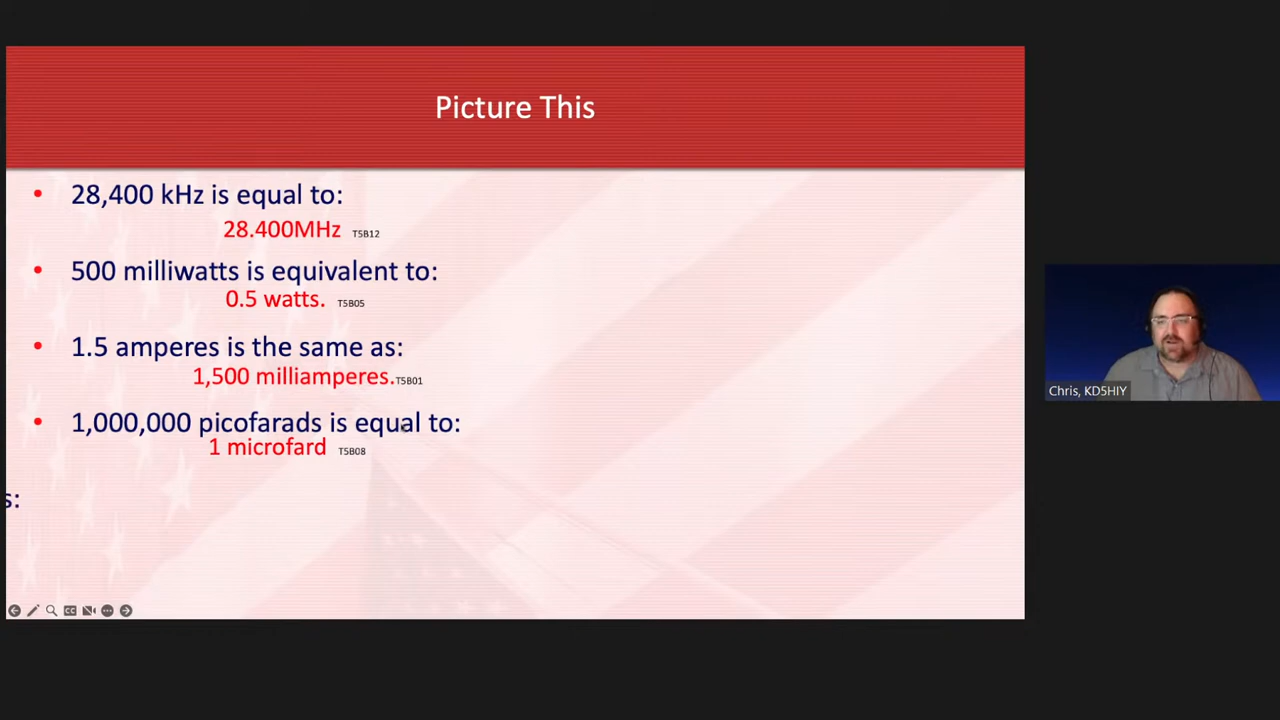 Picture This
• 28,400 kHz is equal to:
28.400MHz T5B12
• 500 milliwatts is equivalent to:
0.5 watts. T5B05
• 1.5 amperes is the same as:
1,500 milliamperes. T5B01
• 1,000,000 picofarads is equal to:
1 microfard T5B08
s:
Chris, KD5HIY